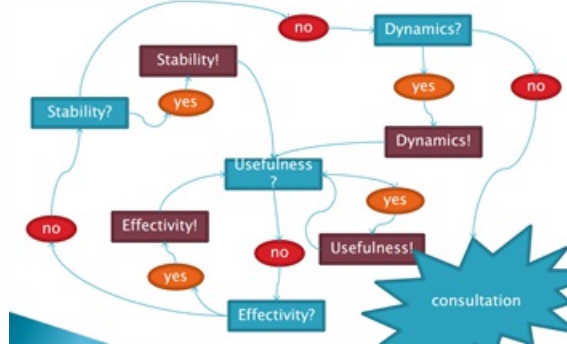 no
Dynamics?
Stability!
yes
no
Stability?
yes
Dynamics!
Usefulness
?
yes
Effectivity!
no
no
Usefulness!
yes
consultation
Effectivity?